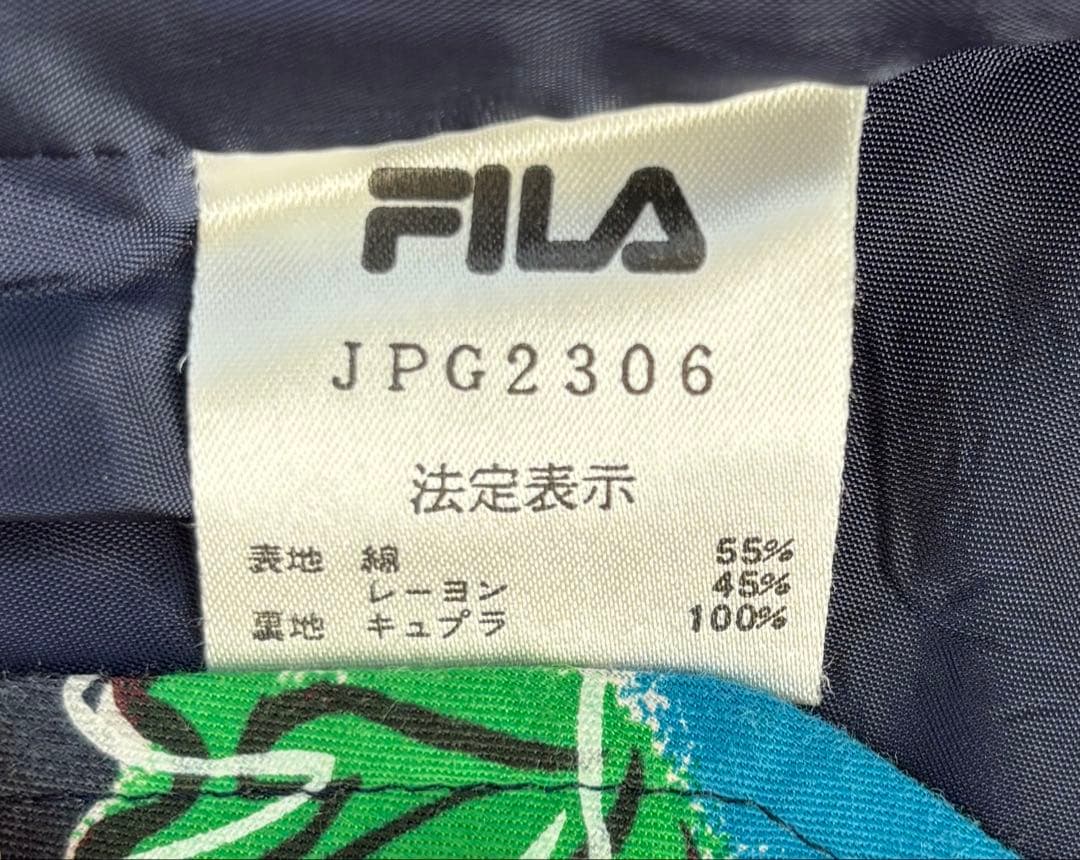 FILA
JPG2306
法定表示
表地 綿 55%
レーヨン 45%
裏地 キュプラ 100%